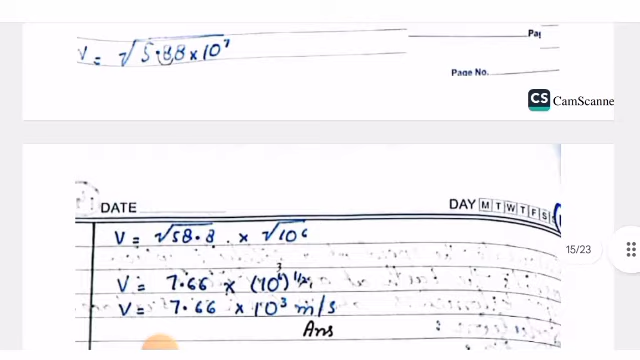 Pag
V = √5.88 × 10⁷
Page No.
CS CamScanne
DATE
DAY M T W T F S
V = √58.8 × √10⁶
15/23
V = 7.66 × (10⁶)^1/2
V = 7.66 × 10³ m/s
Ans